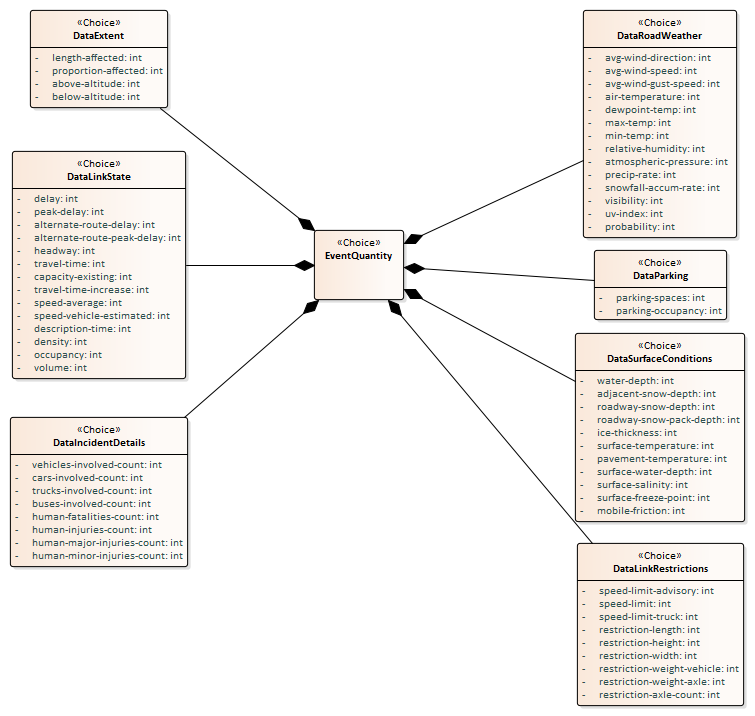 «Choice»
DataExtent
- length-affected: int
- proportion-affected: int
- above-altitude: int
- below-altitude: int
«Choice»
DataLinkState
- delay: int
- peak-delay: int
- alternate-route-delay: int
- alternate-route-peak-delay: int
- headway: int
- travel-time: int
- capacity-existing: int
- travel-time-increase: int
- speed-average: int
- speed-vehicle-estimated: int
- description-time: int
- density: int
- occupancy: int
- volume: int
«Choice»
DataIncidentDetails
- vehicles-involved-count: int
- cars-involved-count: int
- trucks-involved-count: int
- buses-involved-count: int
- human-fatalities-count: int
- human-injuries-count: int
- human-major-injuries-count: int
- human-minor-injuries-count: int
«Choice»
EventQuantity
«Choice»
DataRoadWeather
- avg-wind-direction: int
- avg-wind-speed: int
- avg-wind-gust-speed: int
- air-temperature: int
- dewpoint-temp: int
- max-temp: int
- min-temp: int
- relative-humidity: int
- atmospheric-pressure: int
- precip-rate: int
- snowfall-accum-rate: int
- visibility: int
- uv-index: int
- probability: int
«Choice»
DataParking
- parking-spaces: int
- parking-occupancy: int
«Choice»
DataSurfaceConditions
- water-depth: int
- adjacent-snow-depth: int
- roadway-snow-depth: int
- roadway-snow-pack-depth: int
- ice-thickness: int
- surface-temperature: int
- pavement-temperature: int
- surface-water-depth: int
- surface-salinity: int
- surface-freeze-point: int
- mobile-friction: int
«Choice»
DataLinkRestrictions
- speed-limit-advisory: int
- speed-limit: int
- speed-limit-truck: int
- restriction-length: int
- restriction-height: int
- restriction-width: int
- restriction-weight-vehicle: int
- restriction-weight-axle: int
- restriction-axle-count: int